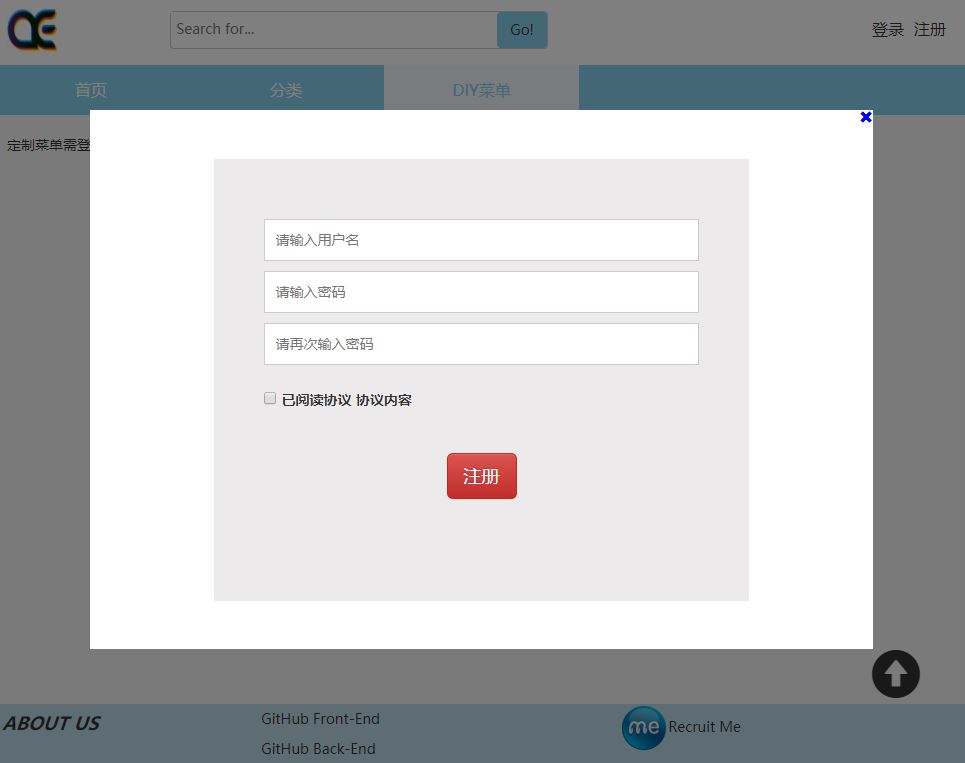 Search for...
Go!
登录 注册
首页
分类
DIY菜单
定制菜单需登
请输入用户名
请输入密码
请再次输入密码
已阅读协议 协议内容
注册
ABOUT US
GitHub Front-End
GitHub Back-End
me Recruit Me